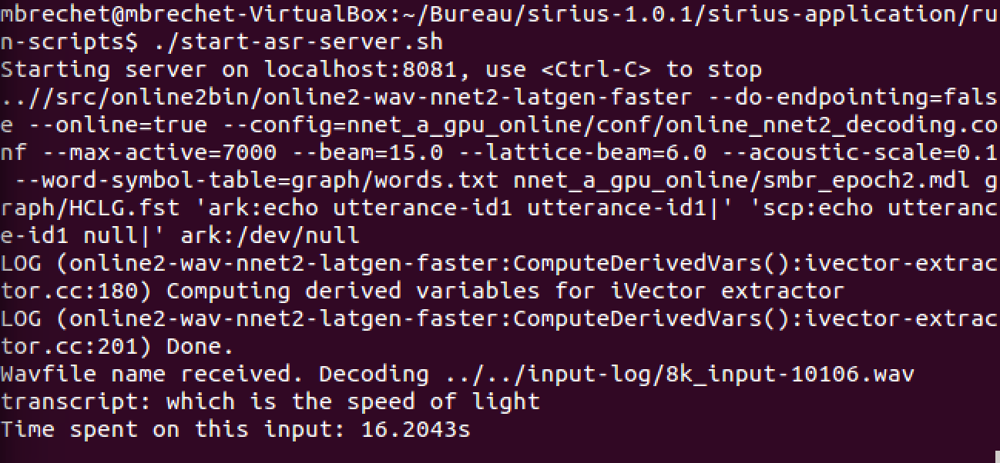 mbrechet@mbrechet-VirtualBox:~/Bureau/sirius-1.0.1/sirius-application/ru
n-scripts$ ./start-asr-server.sh
Starting server on localhost:8081, use <Ctrl-C> to stop
..//src/online2bin/online2-wav-nnet2-latgen-faster --do-endpointing=fals
e --online=true --config=nnet_a_gpu_online/conf/online_nnet2_decoding.co
nf --max-active=7000 --beam=15.0 --lattice-beam=6.0 --acoustic-scale=0.1
 --word-symbol-table=graph/words.txt nnet_a_gpu_online/smbr_epoch2.mdl g
raph/HCLG.fst 'ark:echo utterance-id1 utterance-id1|' 'scp:echo utteranc
e-id1 null|' ark:/dev/null
LOG (online2-wav-nnet2-latgen-faster:ComputeDerivedVars():ivector-extrac
tor.cc:180) Computing derived variables for iVector extractor
LOG (online2-wav-nnet2-latgen-faster:ComputeDerivedVars():ivector-extrac
tor.cc:201) Done.
Wavfile name received. Decoding ../../input-log/8k_input-10106.wav
transcript: which is the speed of light
Time spent on this input: 16.2043s